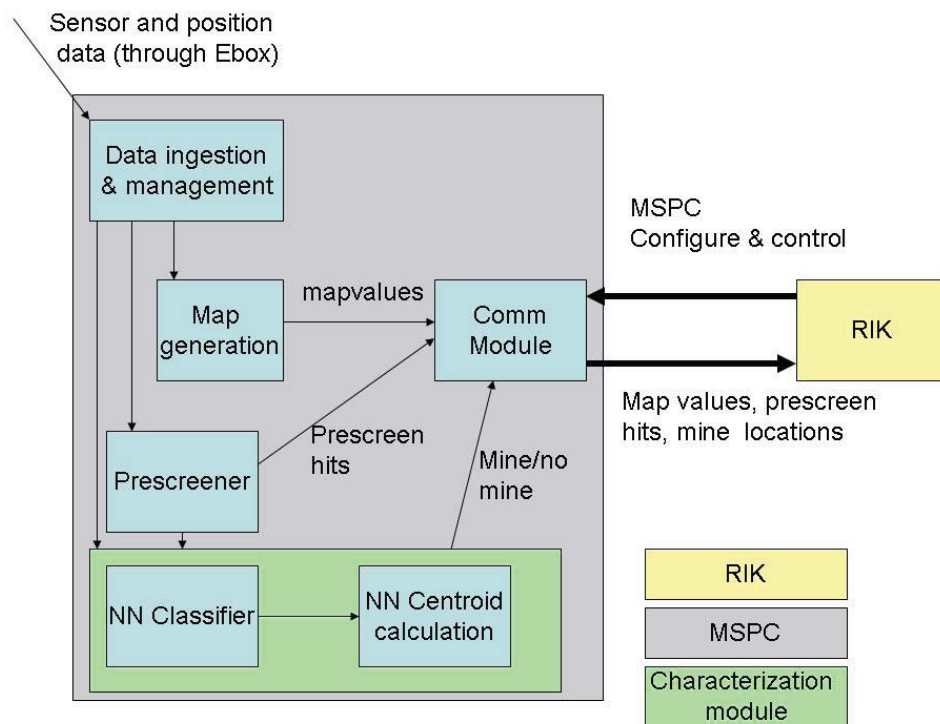 Sensor and position
data (through Ebox)
Data ingestion
& management
MSPC
Configure & control
Map
generation
mapvalues
Comm
Module
RIK
Map values, prescreen
hits, mine locations
Prescreen
hits
Mine/no
mine
Prescreener
NN Classifier
NN Centroid
calculation
RIK
MSPC
Characterization
module